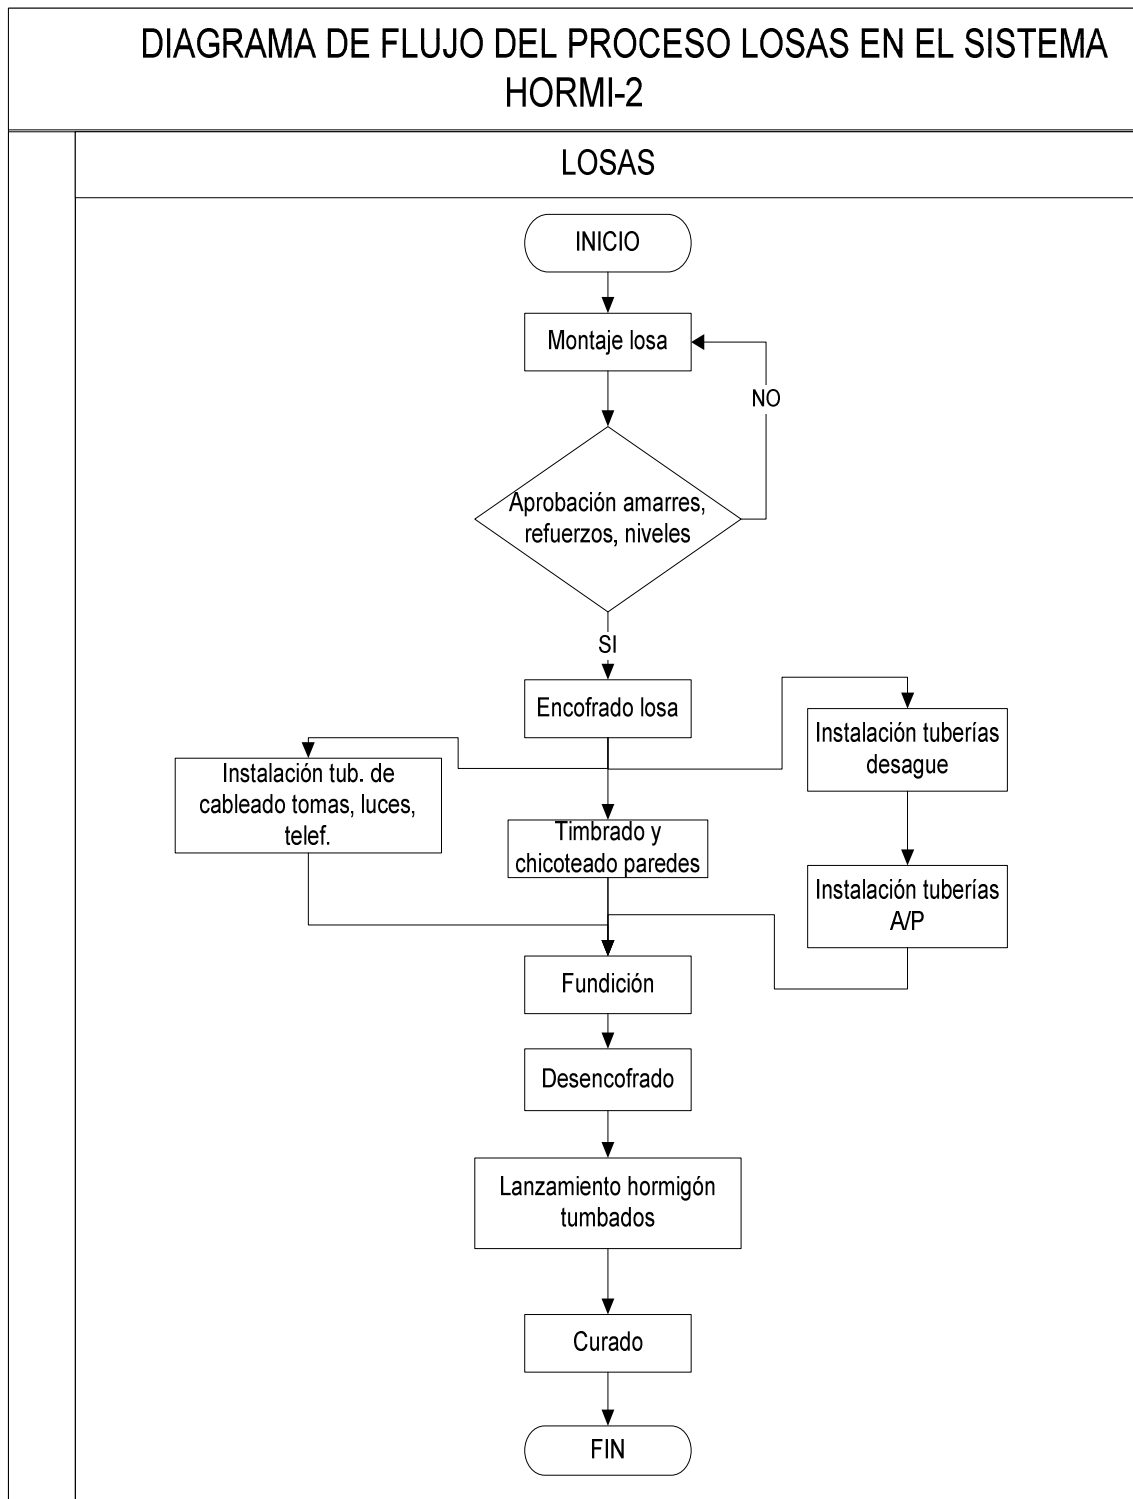 DIAGRAMA DE FLUJO DEL PROCESO LOSAS EN EL SISTEMA
HORMI-2
LOSAS
INICIO
Montaje losa
NO
Aprobación amarres,
refuerzos, niveles
SI
Encofrado losa
Instalación tuberías
desague
Instalación tub. de
cableado tomas, luces,
telef.
Timbrado y
chicoteado paredes
Instalación tuberías
A/P
Fundición
Desencofrado
Lanzamiento hormigón
tumbados
Curado
FIN